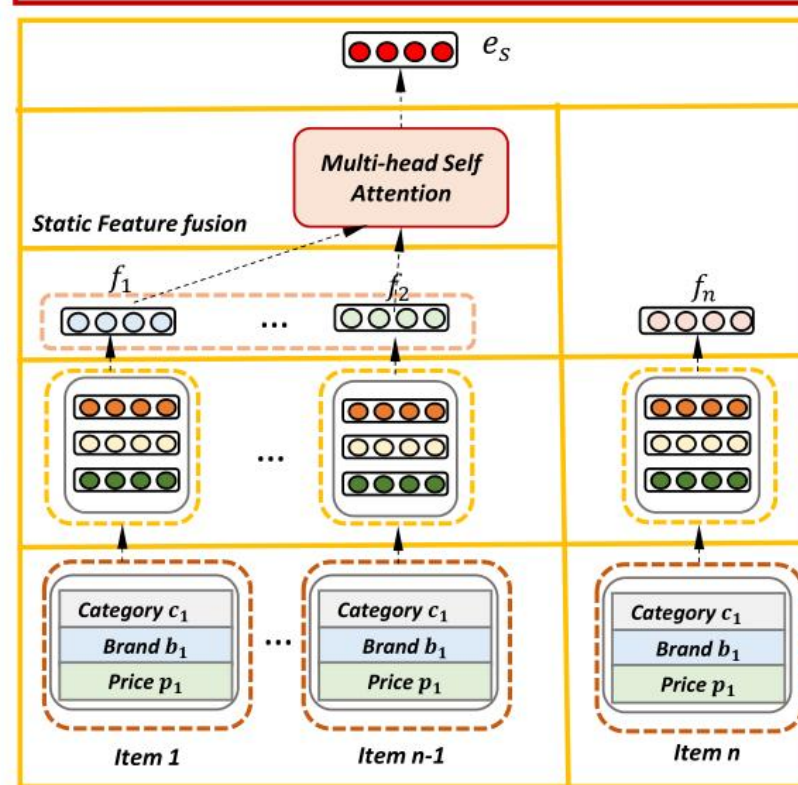 e_s
Multi-head Self
Attention
Static Feature fusion
f_1
f_2
f_n
...
...
Category c_1
Brand b_1
Price p_1
...
Category c_1
Brand b_1
Price p_1
Category c_1
Brand b_1
Price p_1
Item 1
Item n-1
Item n